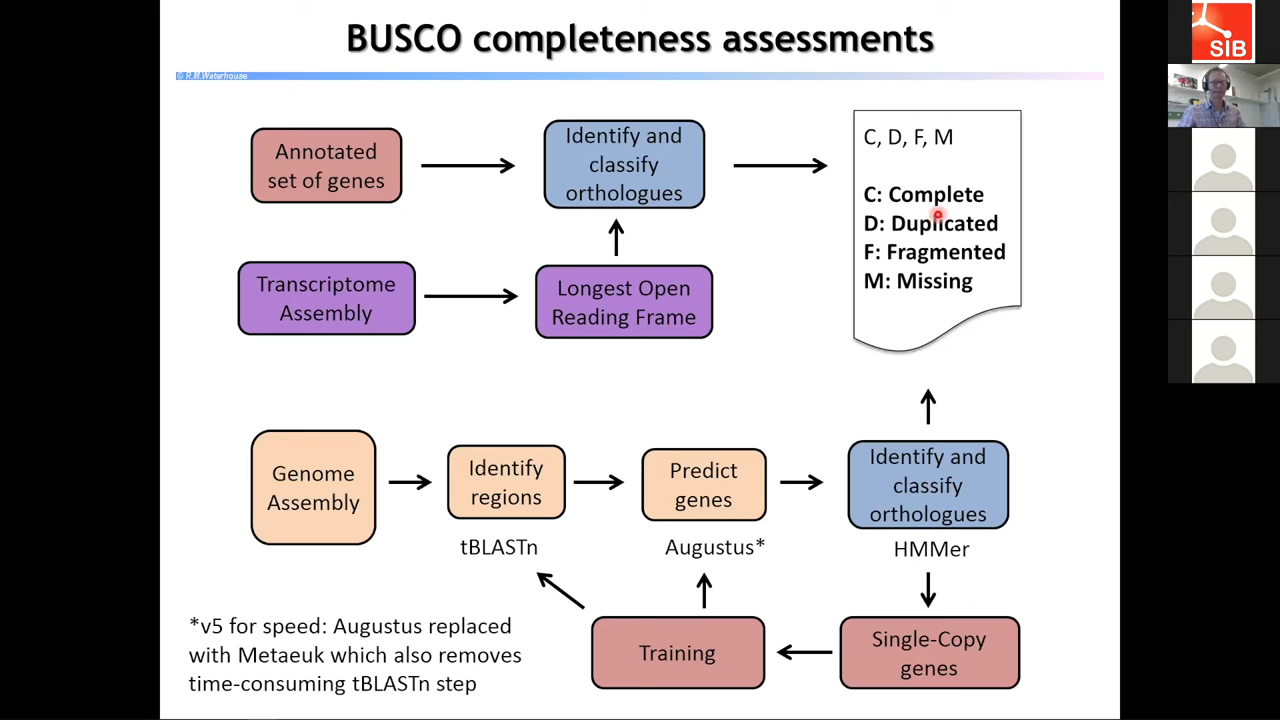 BUSCO completeness assessments
© R.M.Waterhouse
SIB
Annotated
set of genes
Identify and
classify
orthologues
C, D, F, M
C: Complete
D: Duplicated
F: Fragmented
M: Missing
Transcriptome
Assembly
Longest Open
Reading Frame
Genome
Assembly
Identify
regions
tBLASTn
Predict
genes
Augustus*
Identify and
classify
orthologues
HMMer
*v5 for speed: Augustus replaced
with Metaeuk which also removes
time-consuming tBLASTn step
Training
Single-Copy
genes